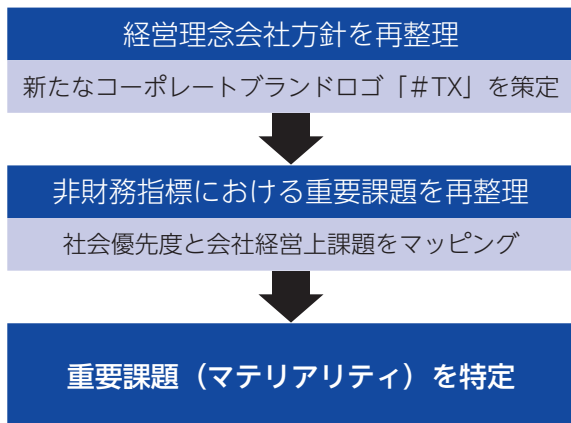 経営理念会社方針を再整理
新たなコーポレートブランドロゴ「#TX」を策定
非財務指標における重要課題を再整理
社会優先度と会社経営上課題をマッピング
重要課題（マテリアリティ）を特定